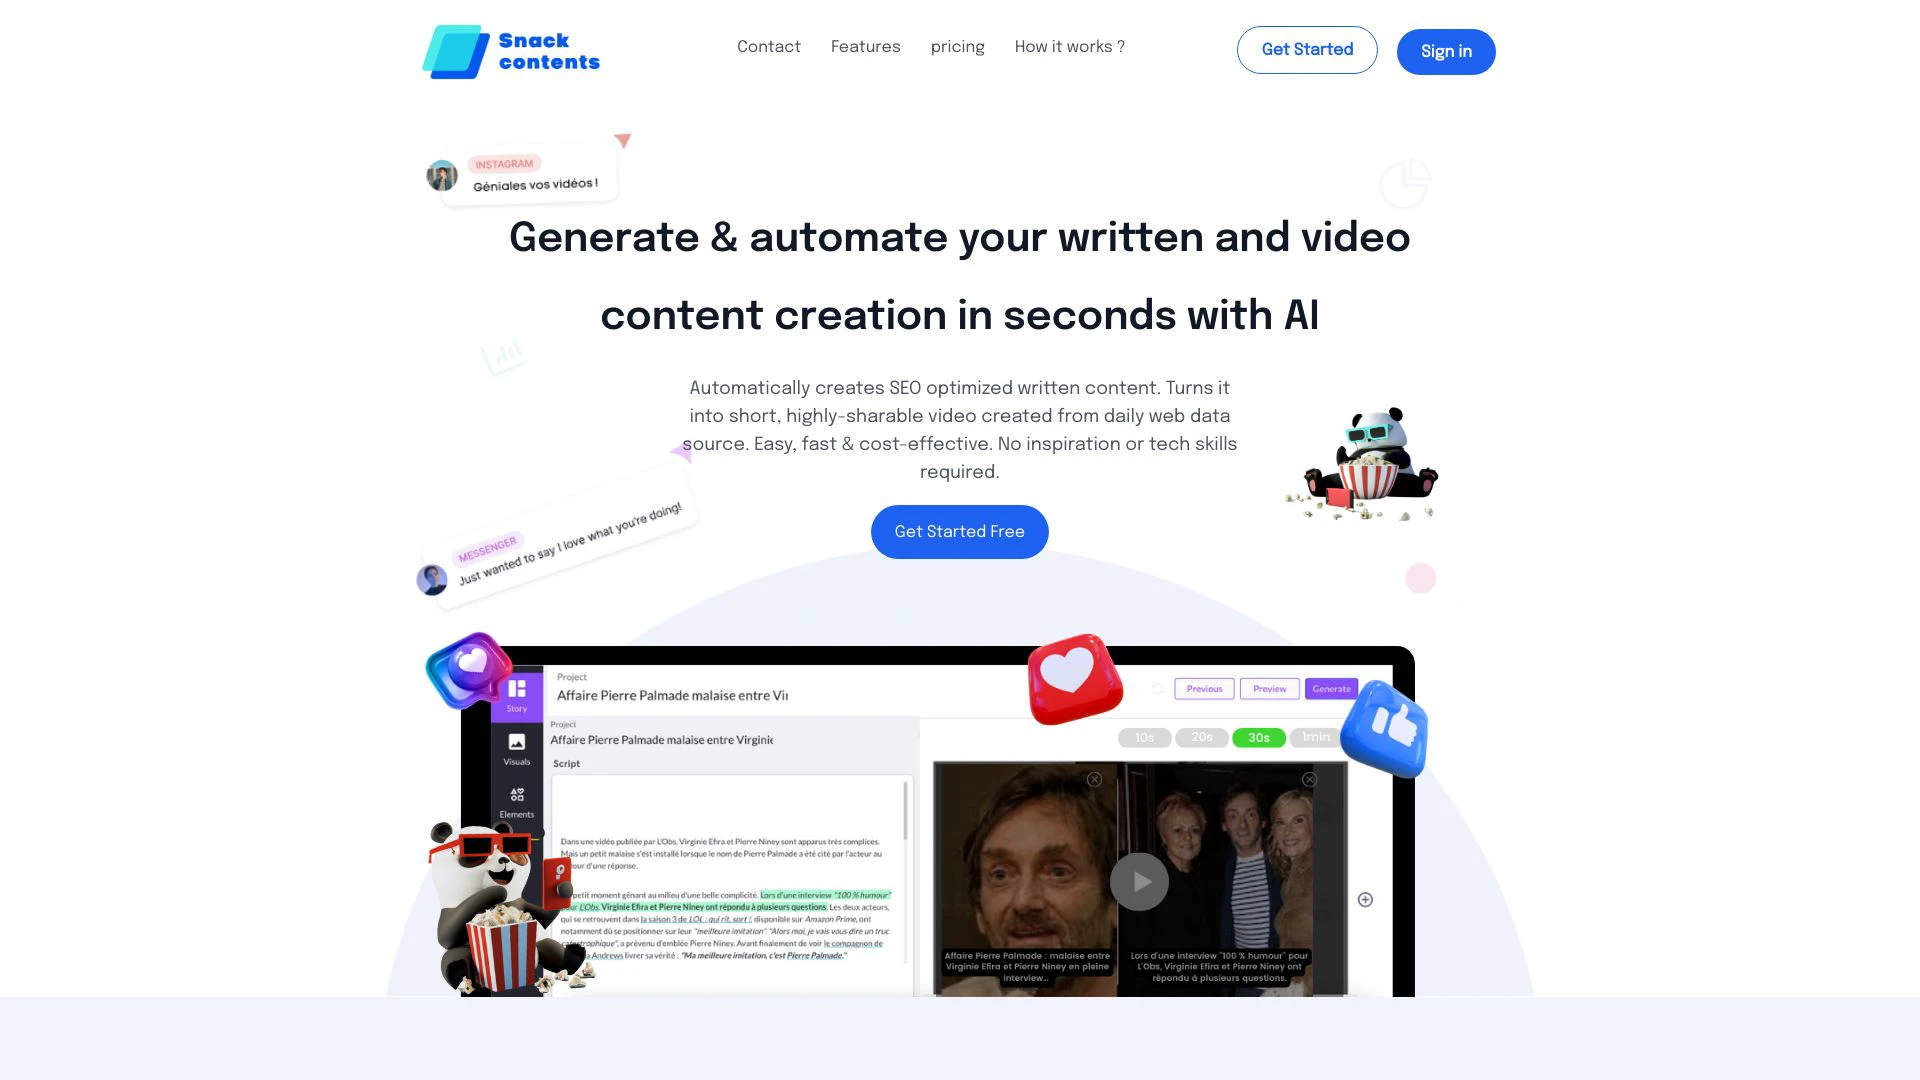 Snack
contents
Contact
Features
pricing
How it works ?
Get Started
Sign in
INSTAGRAM
Géniales vos vidéos !
Generate & automate your written and video
content creation in seconds with AI
Automatically creates SEO optimized written content. Turns it
into short, highly-sharable video created from daily web data
source. Easy, fast & cost-effective. No inspiration or tech skills
required.
MESSENGER
Just wanted to say I love what you're doing!
Get Started Free
Project
Affaire Pierre Palmade malaise entre Vir
Previous
Preview
Generate
Story
Project
Affaire Pierre Palmade malaise entre Virginie
10s
20s
30s
1min
Visuals
Script
Elements
Dans une vidéo publiée par L'Obs, Virginie Efira et Pierre Niney sont apparus très complices.
Mais un petit malaise s'est installé lorsque le nom de Pierre Palmade a été cité par l'acteur au
d'une réponse.
petit moment gênant au milieu d'une belle complicité. Lors d'une interview "100 % humour"
L'Obs, Virginie Efira et Pierre Niney ont répondu à plusieurs questions. Les deux acteurs,
qui se retrouvent dans la saison 3 de LOL : qui rit, sort !, disponible sur Amazon Prime, ont
notamment dû se positionner sur leur "meilleure imitation". "Alors moi, je vais vous dire un truc
catastrophique", a prévenu d'emblée Pierre Niney. Avant finalement de voir le compagnon de
Andrews livrer sa vérité : "Ma meilleure imitation, c'est Pierre Palmade."
Affaire Pierre Palmade : malaise entre
Virginie Efira et Pierre Niney en pleine
interview...
Lors d'une interview "100 % humour" pour
L'Obs, Virginie Efira et Pierre Niney ont
répondu à plusieurs questions.